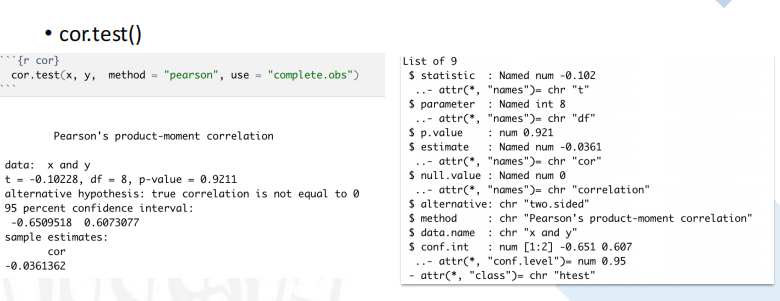 • cor.test()
```{r cor}
cor.test(x, y,  method = "pearson", use = "complete.obs")
```
Pearson's product-moment correlation
data:  x and y
t = -0.10228, df = 8, p-value = 0.9211
alternative hypothesis: true correlation is not equal to 0
95 percent confidence interval:
-0.6509518  0.6073077
sample estimates:
cor
-0.0361362
List of 9
$ statistic  : Named num -0.102
..- attr(*, "names")= chr "t"
$ parameter  : Named int 8
..- attr(*, "names")= chr "df"
$ p.value    : num 0.921
$ estimate   : Named num -0.0361
..- attr(*, "names")= chr "cor"
$ null.value : Named num 0
..- attr(*, "names")= chr "correlation"
$ alternative: chr "two.sided"
$ method     : chr "Pearson's product-moment correlation"
$ data.name  : chr "x and y"
$ conf.int   : num [1:2] -0.651 0.607
..- attr(*, "conf.level")= num 0.95
- attr(*, "class")= chr "htest"